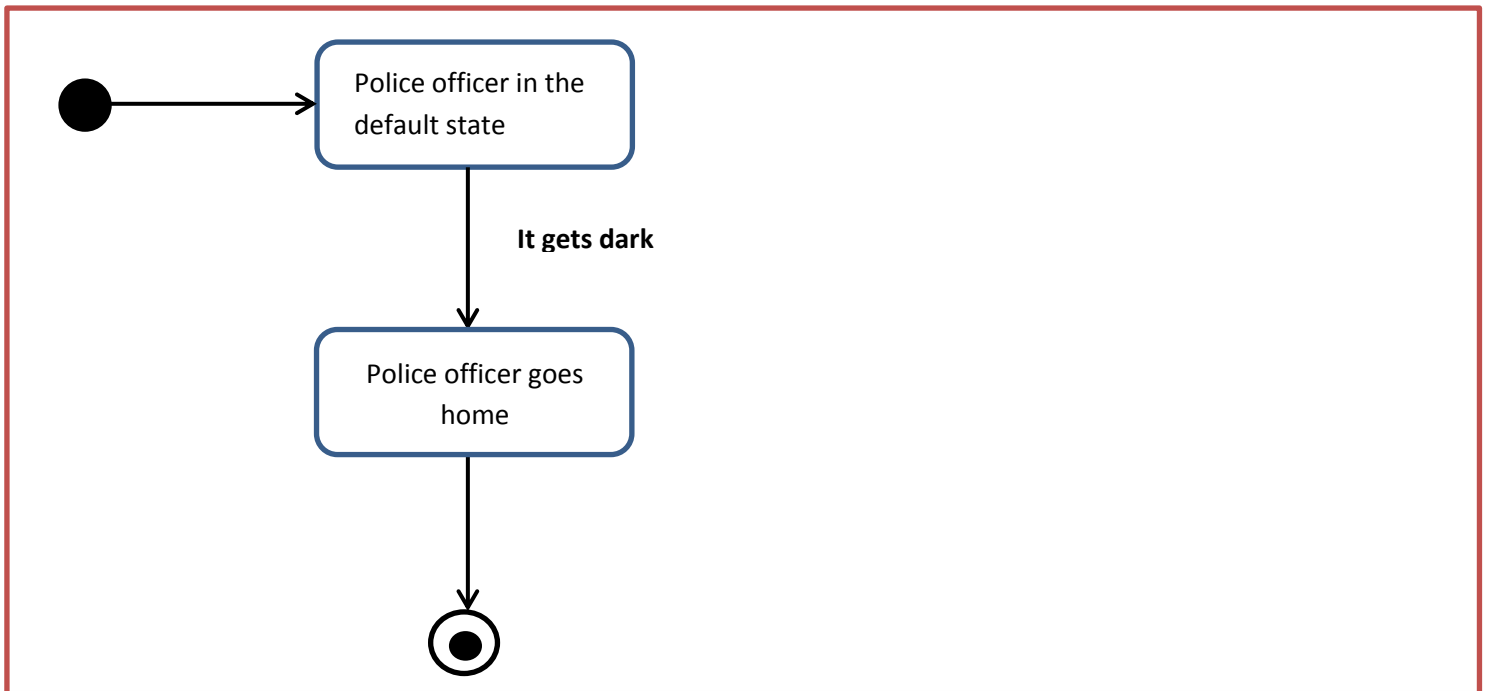 Police officer in the
default state
It gets dark
Police officer goes
home